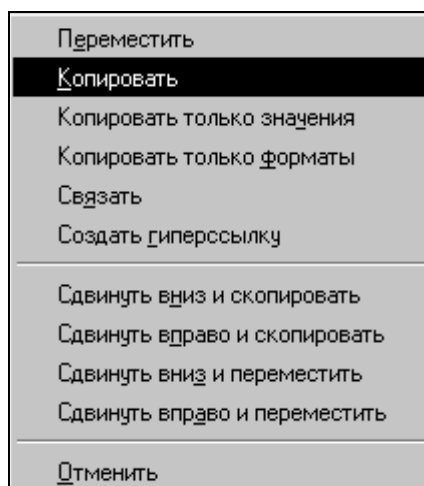 Переместить
Копировать
Копировать только значения
Копировать только форматы
Связать
Создать гиперссылку
Сдвинуть вниз и скопировать
Сдвинуть вправо и скопировать
Сдвинуть вниз и переместить
Сдвинуть вправо и переместить
Отменить